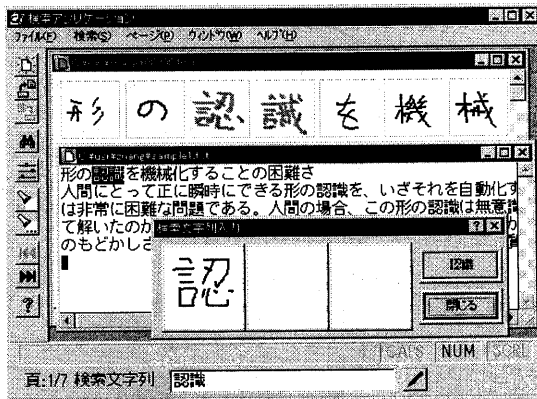 検索アプリケーション
ファイル(F) 検索(S) ページ(P) ウィンドウ(W) ヘルプ(H)
形の認識を機械
形の認識を機械化することの困難さ
人間にとって正に瞬時にできる形の認識を、いざそれを自動化す
は非常に困難な問題である。人間の場合、この形の認識は無意識
て解いたのか
のもどかしさ
検索文字列入力
認
認識
閉じる
CAPS NUM SCRL
頁:1/7 検索文字列 認識